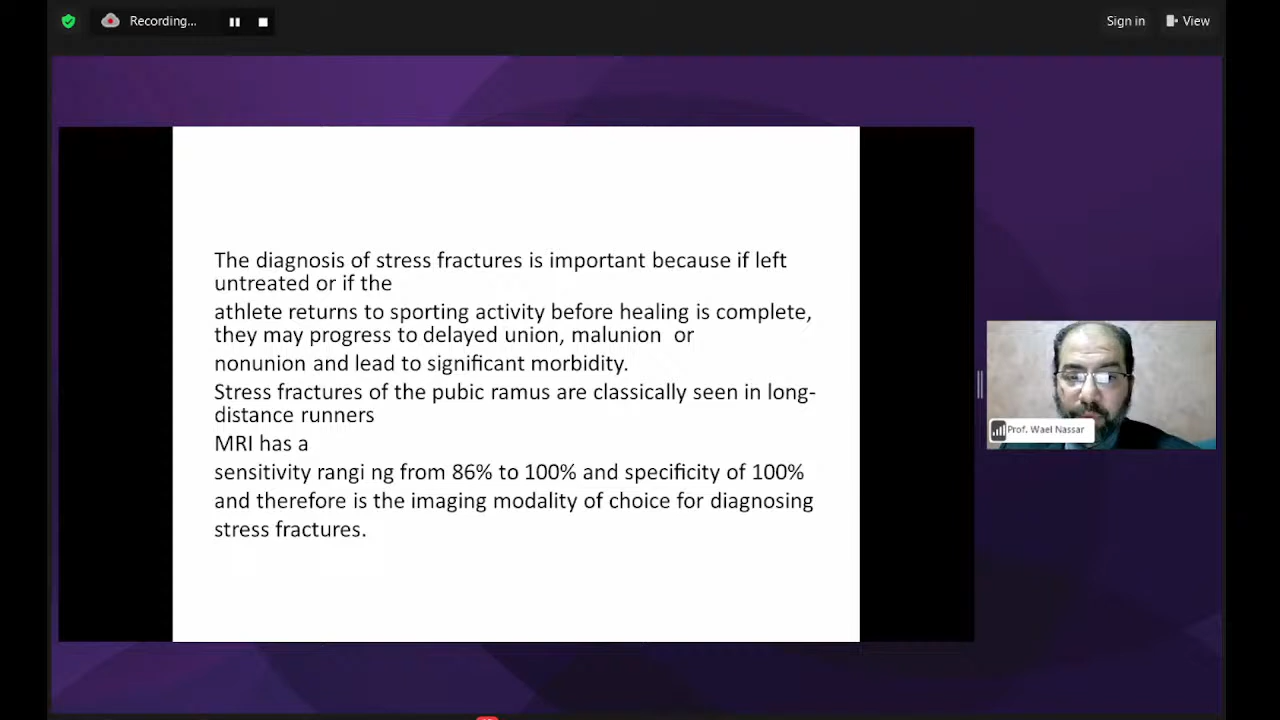 Recording...
Sign in
View
The diagnosis of stress fractures is important because if left
untreated or if the
athlete returns to sporting activity before healing is complete,
they may progress to delayed union, malunion or
nonunion and lead to significant morbidity.
Stress fractures of the pubic ramus are classically seen in long-
distance runners
MRI has a
sensitivity rangi ng from 86% to 100% and specificity of 100%
and therefore is the imaging modality of choice for diagnosing
stress fractures.
Prof. Wael Nassar